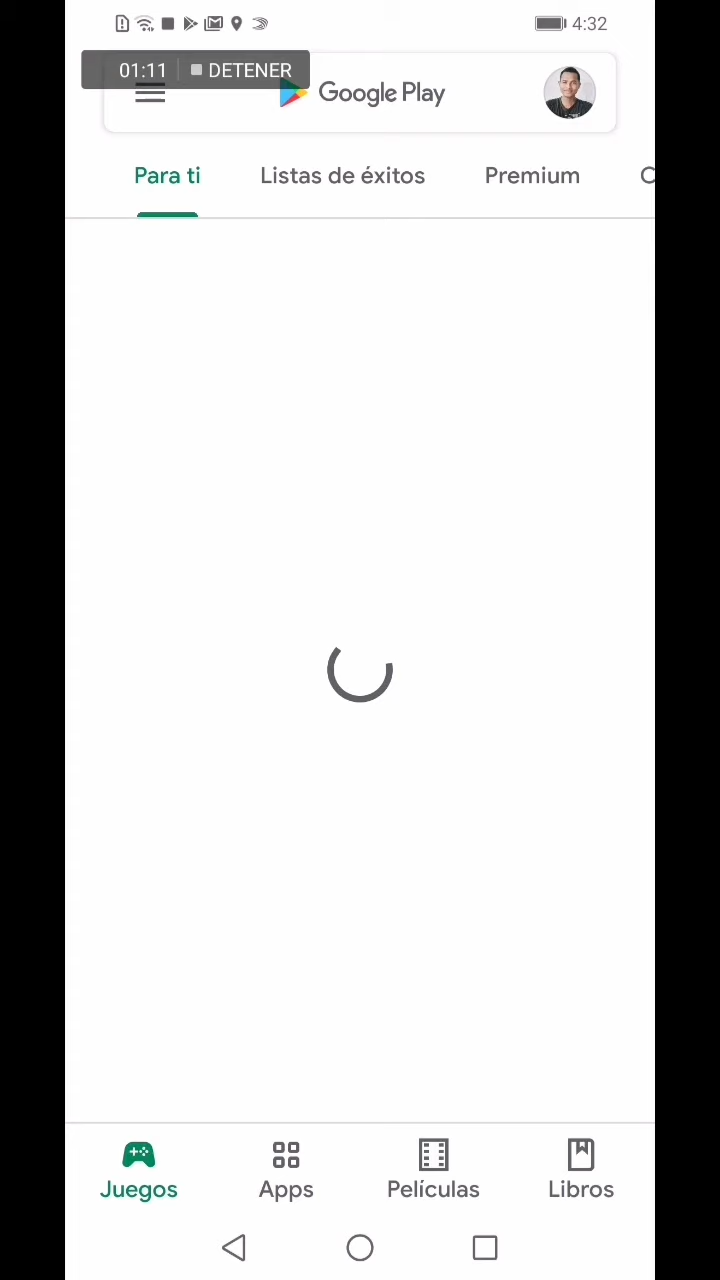 4:32
01:11 DETENER
Google Play
Para ti Listas de éxitos Premium C
Juegos Apps Películas Libros